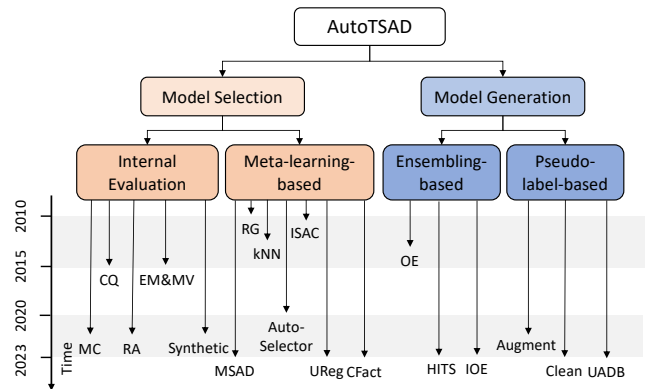 AutoTSAD
Model Selection
Model Generation
Internal
Evaluation
Meta-learning-
based
Ensembling-
based
Pseudo-
label-based
2010
2015
2020
2023
Time
RG
kNN
ISAC
OE
CQ
EM&MV
Auto-
Selector
MC
RA
Synthetic
Augment
MSAD
UReg
CFact
HITS
IOE
Clean
UADB